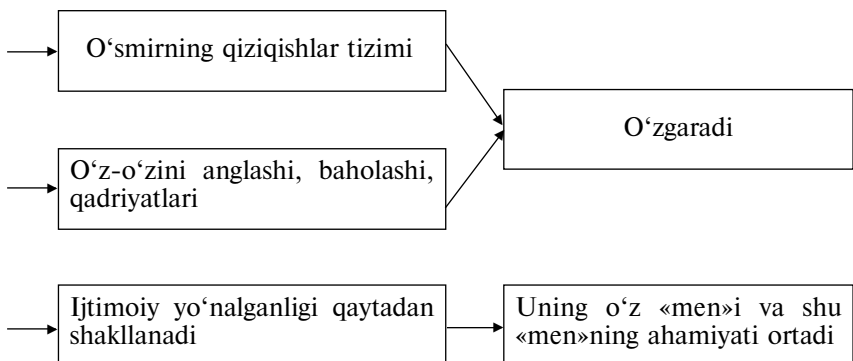 O‘smirning qiziqishlar tizimi
O‘zgaradi
O‘z-o‘zini anglashi, baholashi,
qadriyatlari
Ijtimoiy yo‘nalganligi qaytadan
shakllanadi
Uning o‘z «men»i va shu
«men»ning ahamiyati ortadi